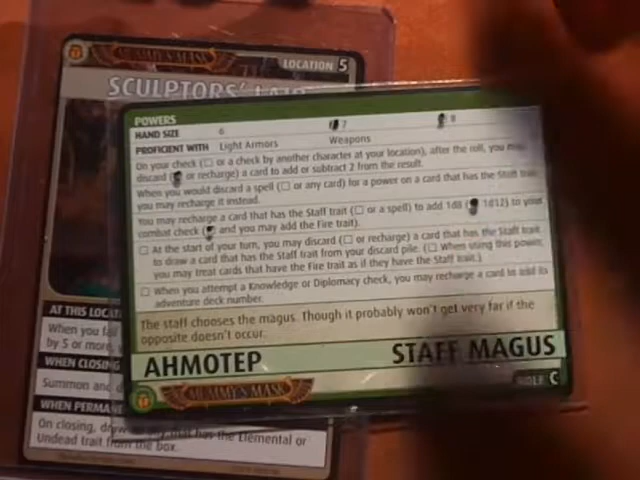 MUMMY'S MASK
LOCATION 5
SCULPTORS'
POWERS
HAND SIZE 6 7 8
PROFICIENT WITH Light Armors Weapons
On your check (□ or a check by another character at your location), after the roll, you may
discard (or recharge) a card to add or subtract 2 from the result.
When you would discard a spell (□ or any card) for a power on a card that has the Staff trait,
you may recharge it instead.
You may recharge a card that has the Staff trait (□ or a spell) to add 1d8 (1d12) to your
combat check (and you may add the Fire trait).
□ At the start of your turn, you may discard (□ or recharge) a card that has the Staff trait
to draw a card that has the Staff trait from your discard pile. (□ When using this power,
you may treat cards that have the Fire trait as if they have the Staff trait.)
□ When you attempt a Knowledge or Diplomacy check, you may recharge a card to add its
adventure deck number.
The staff chooses the magus. Though it probably won't get very far if the
opposite doesn't occur.
AHMOTEP STAFF MAGUS
MUMMY'S MASK
ROLE C
AT THIS
When you
by 5 or more
WHEN CLOSING
Summon and
WHEN
On closing, that has the Elemental or
Undead trait from the box.